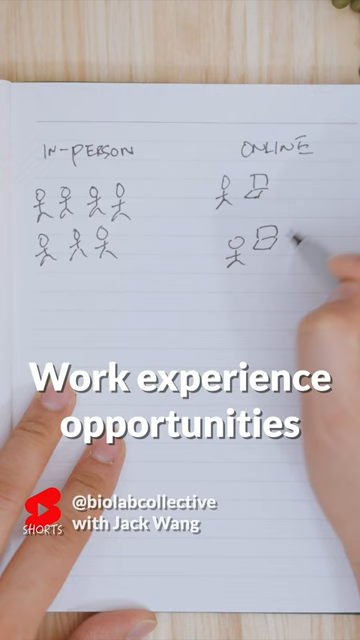 IN-PERSON
ONLINE
Work experience
opportunities
SHORTS
@biolabcollective
with Jack Wang